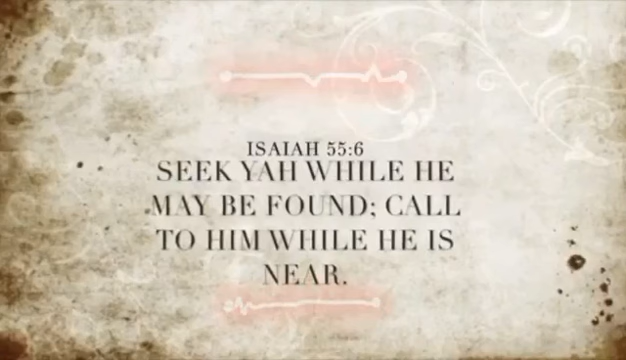 ISAIAH 55:6
SEEK YAH WHILE HE
MAY BE FOUND; CALL
TO HIM WHILE HE IS
NEAR.